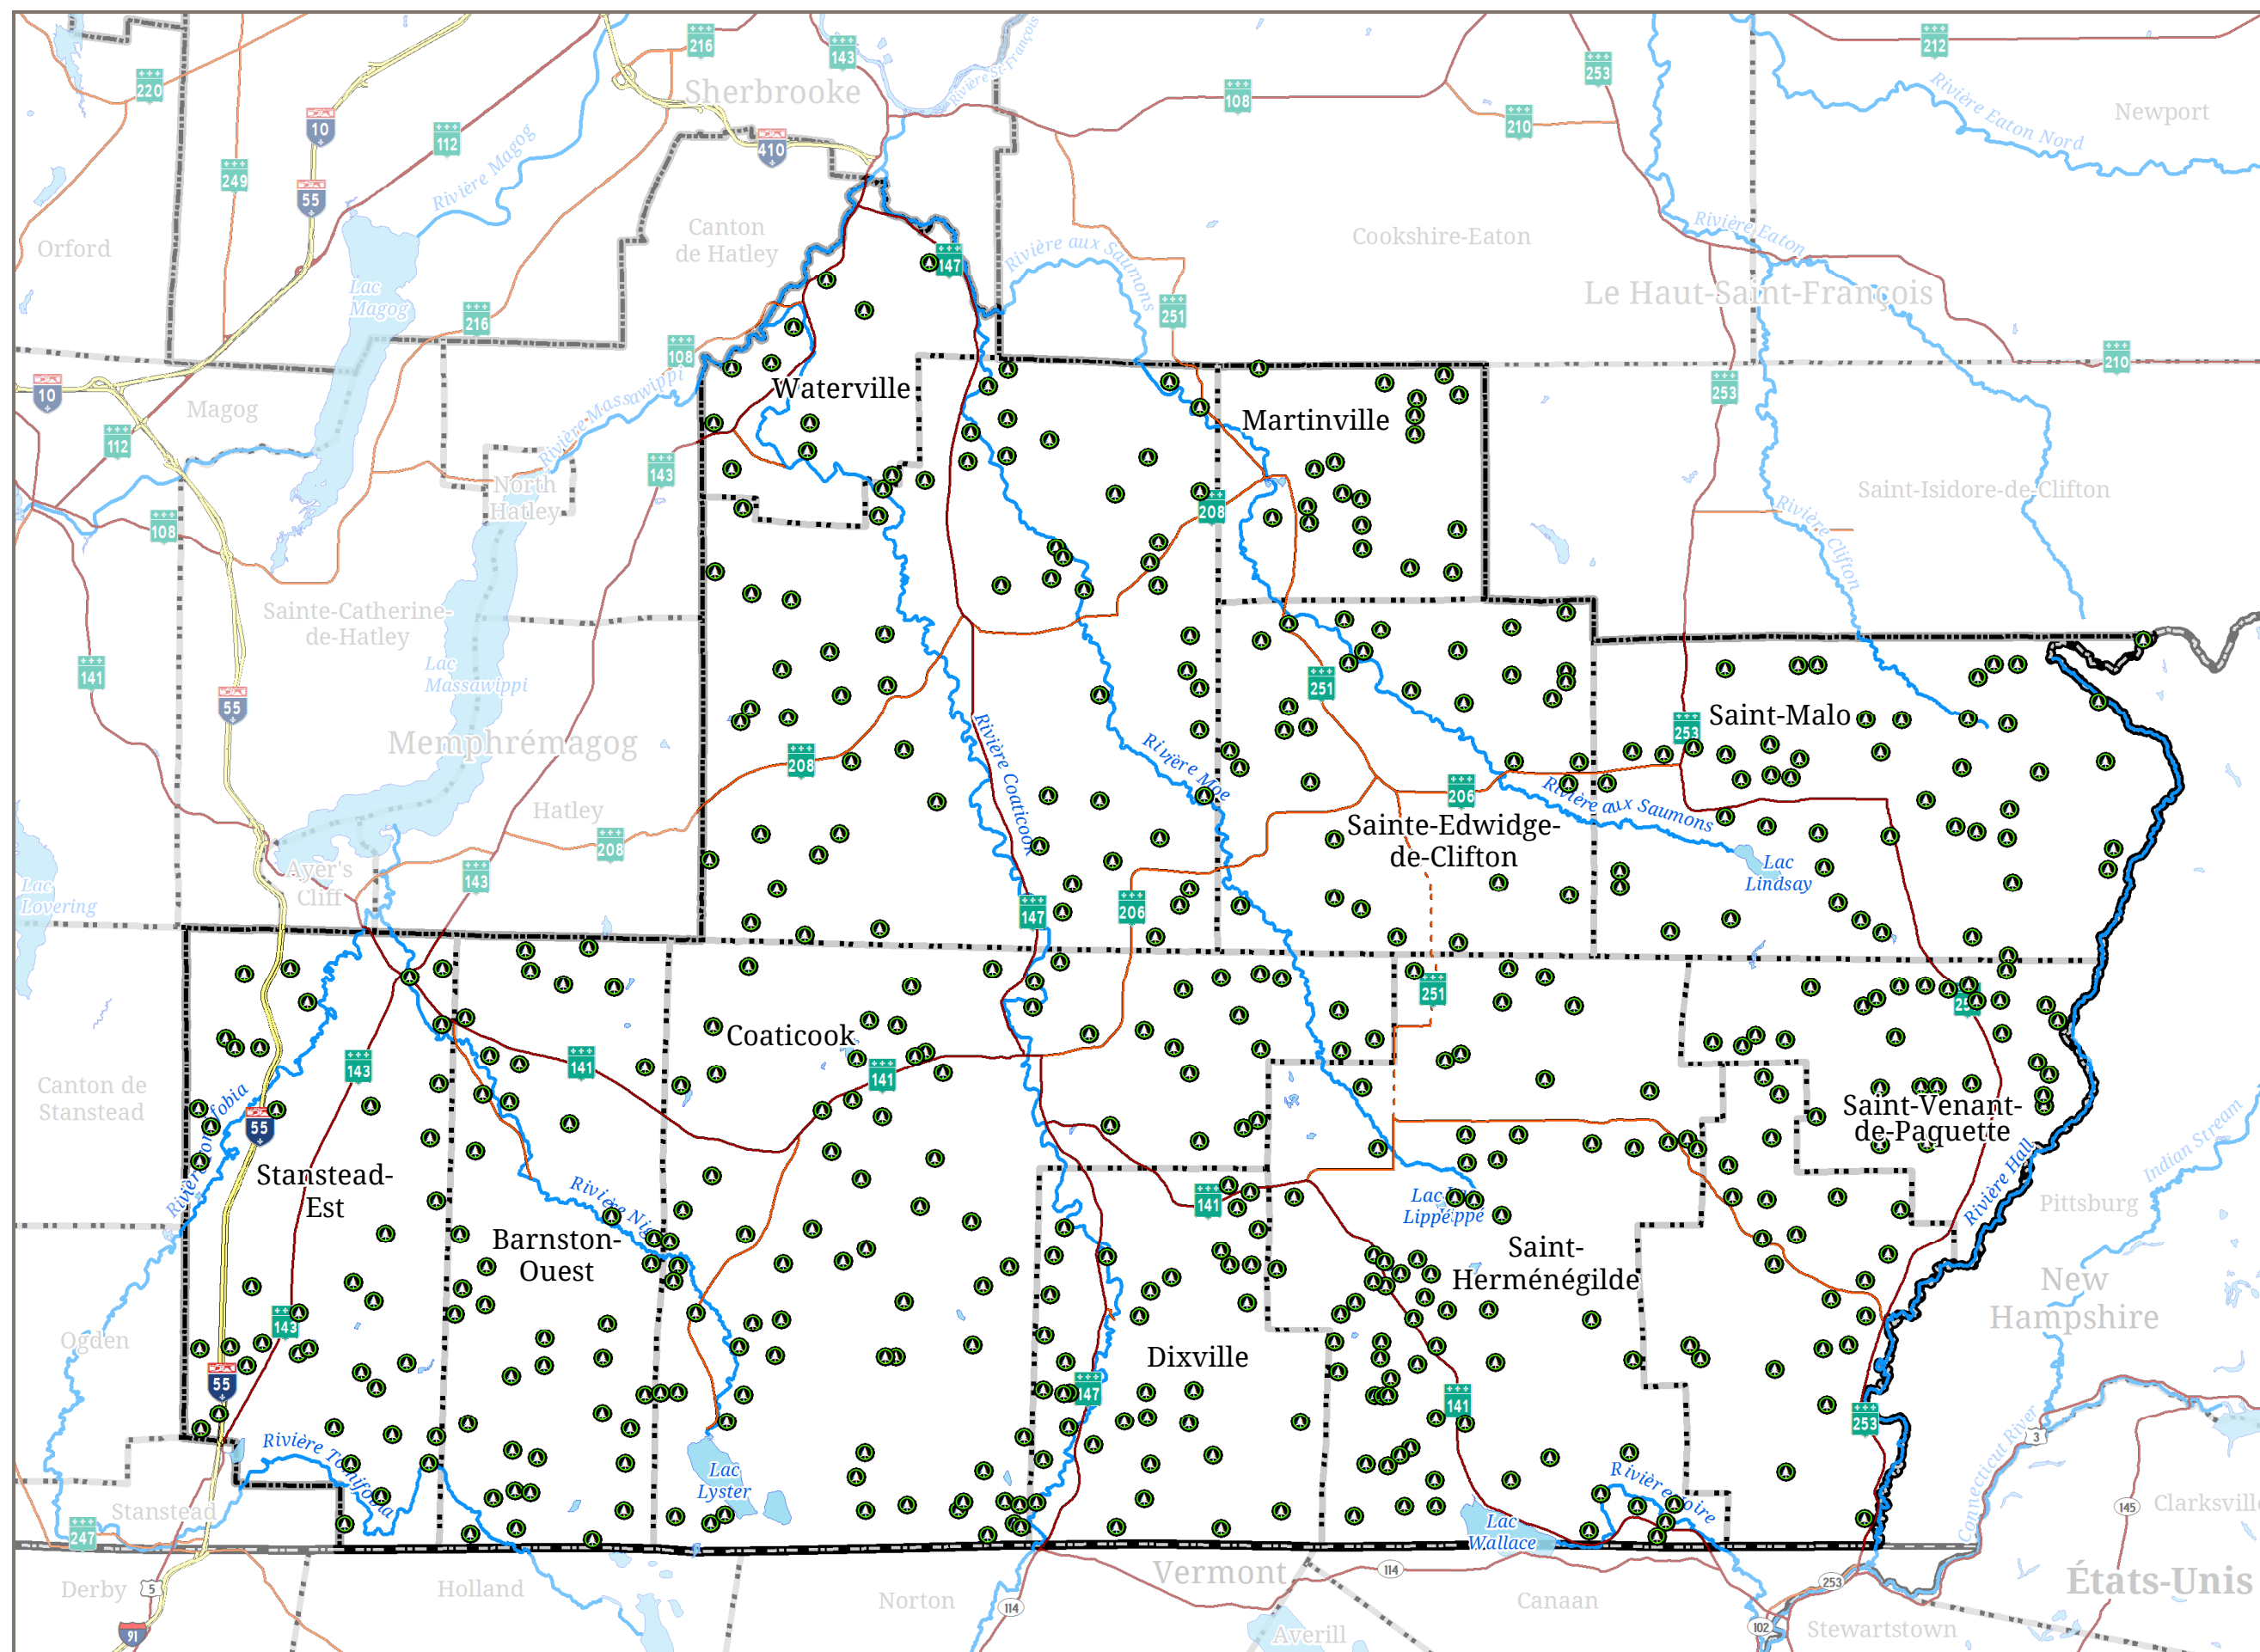 216
143
212
220
253
Sherbrooke
Rivière St-François
108
Rivière Eaton Nord
Newport
10
112
410
210
249
55
Rivière Magog
Canton
de Hatley
Orford
Cookshire-Eaton
Rivière Eaton
147
Rivière aux Saumons
Lac
Magog
216
251
Le Haut-Saint-François
108
210
10
Magog
Rivière Massawippi
Waterville
Martinville
253
112
143
North
Hatley
Saint-Isidore-de-Clifton
108
208
Rivière Clifton
Sainte-Catherine-
de-Hatley
141
Lac
Massawippi
251
55
Saint-Malo
253
Memphrémagog
Rivière Coaticook
Rivière Moe
208
206
Rivière aux Saumons
Hatley
208
Sainte-Edwidge-
de-Clifton
Lac
Lindsay
Ayer's
Cliff
143
Lac
Lovering
147
206
251
Coaticook
143
141
141
Canton de
Stanstead
55
Saint-Venant-
de-Paquette
Indian Stream
Stanstead-
Est
Rivière Hall
141
Lac
Lippé
Pittsburg
Barnston-
Ouest
Saint-
Herménégilde
New
Hampshire
143
Ogden
Dixville
55
147
141
253
3
Connecticut River
Rivière Tomifobia
Lac
Lyster
Stanstead
145
Clarksville
247
Lac
Wallace
Derby
5
Holland
Vermont
114
253
États-Unis
Norton
114
Canaan
91
Averill
102
Stewartstown